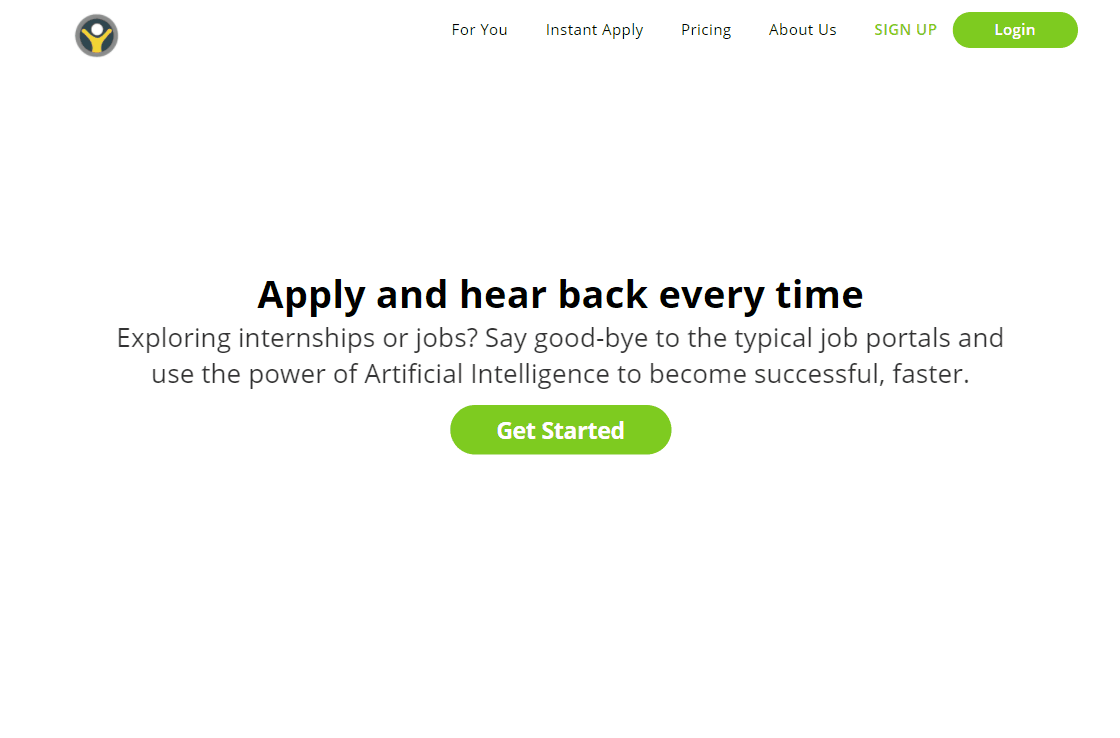 For You Instant Apply Pricing About Us SIGN UP Login
Apply and hear back every time
Exploring internships or jobs? Say good-bye to the typical job portals and
use the power of Artificial Intelligence to become successful, faster.
Get Started